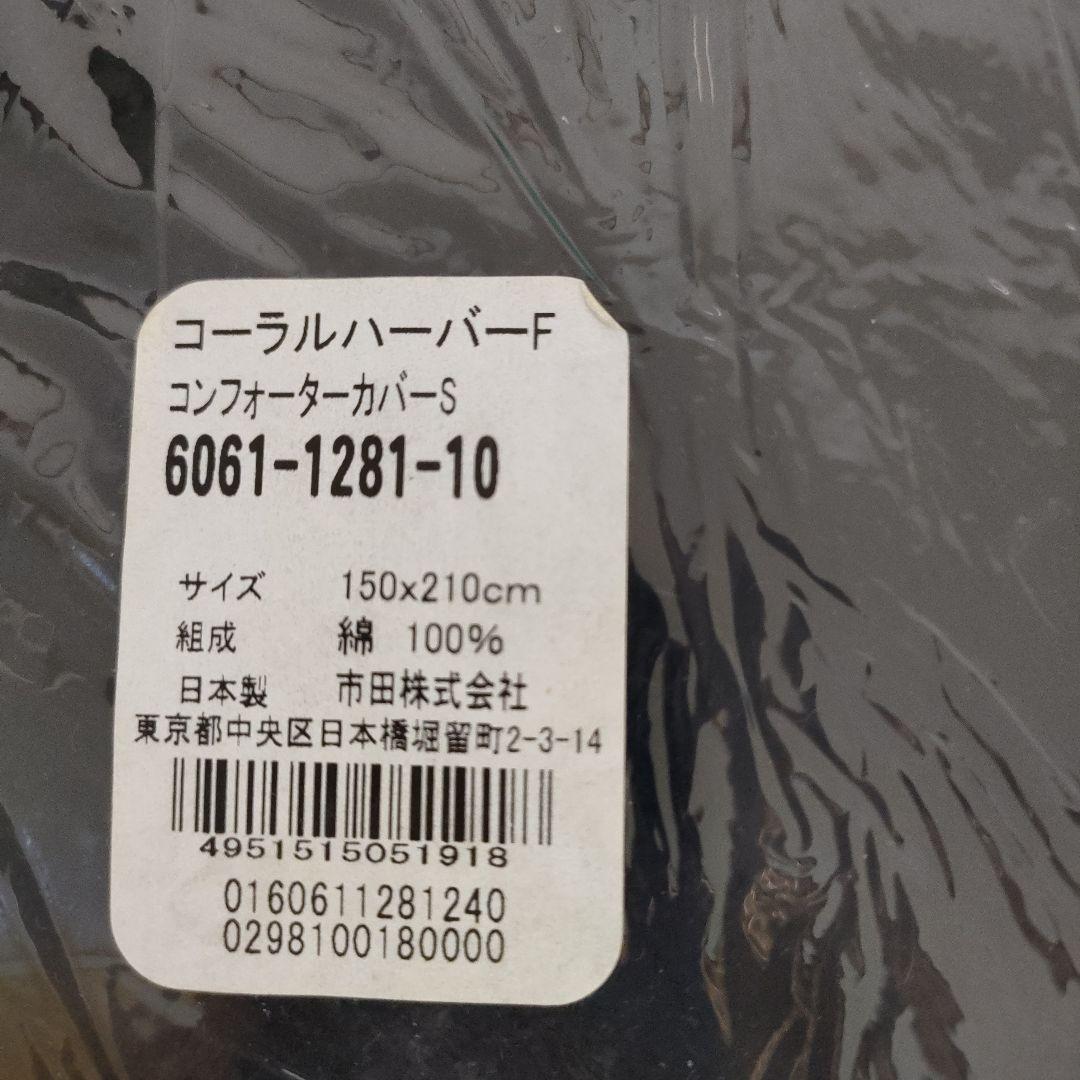 コーラルハーバーF
コンフォーターカバーS
6061-1281-10
サイズ 150x210cm
組成 綿 100%
日本製 市田株式会社
東京都中央区日本橋堀留町2-3-14
4951515051918
01606112812​40
0298100180000